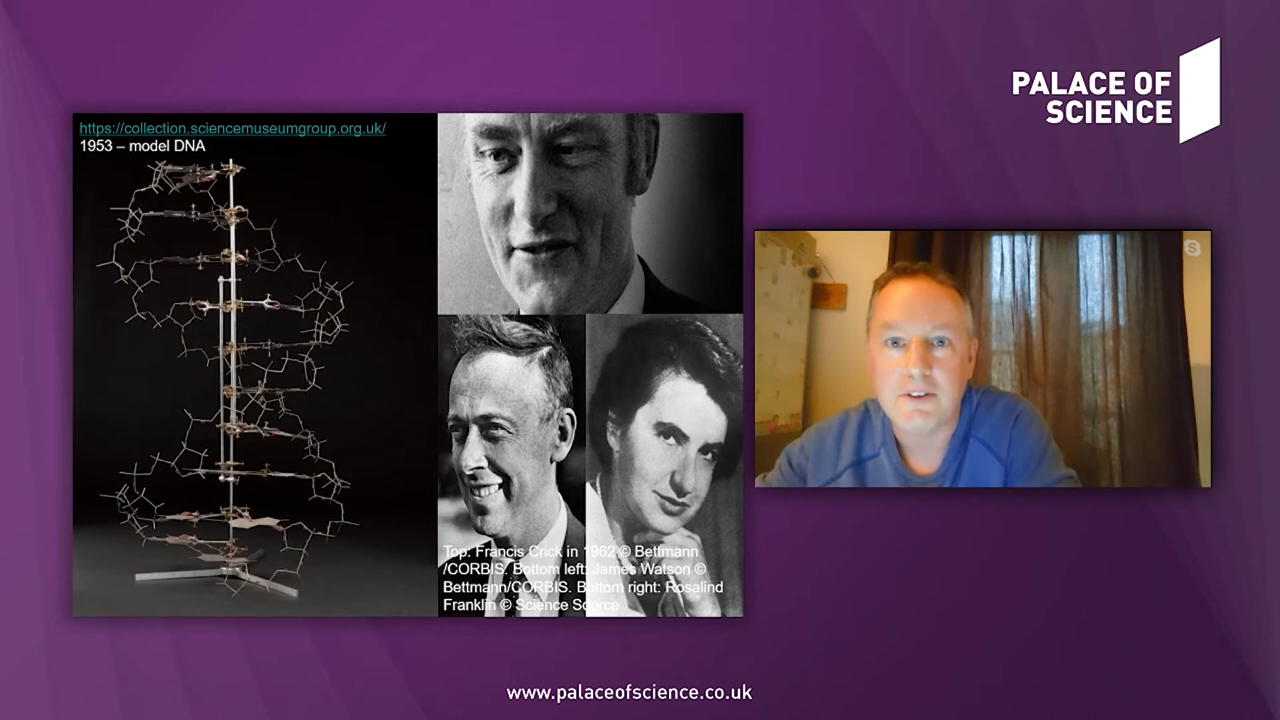 https://collection.sciencemuseumgroup.org.uk/
1953 – model DNA
PALACE OF
SCIENCE
S
Top: Francis Crick in 1962 © Bettmann
/CORBIS. Bottom left: James Watson ©
Bettmann/CORBIS. Bottom right: Rosalind
Franklin © Science Source
www.palaceofscience.co.uk